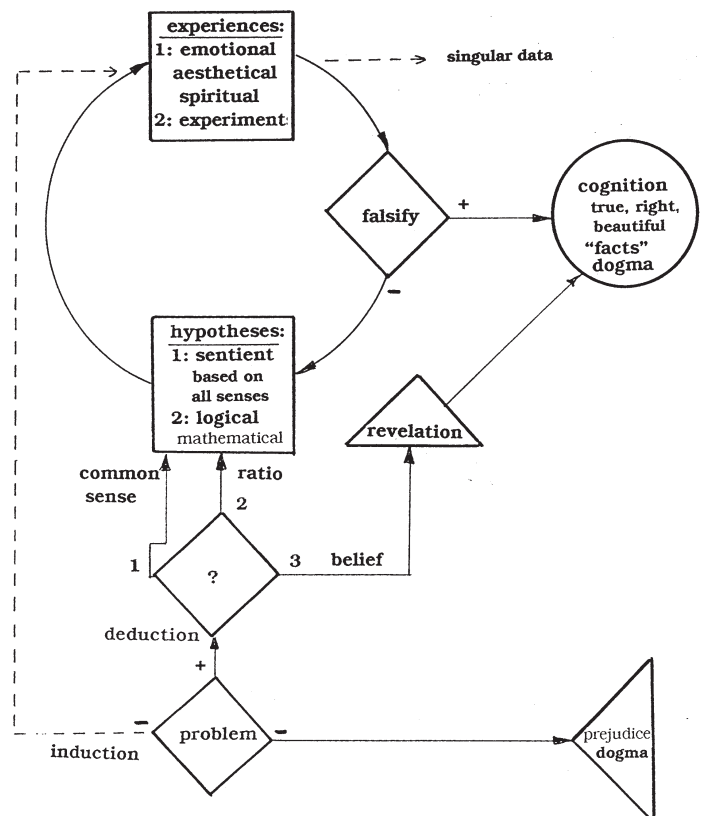 experiences:
1: emotional
aesthetical
spiritual
2: experiment
singular data
falsify
+
−
cognition
true, right,
beautiful
“facts”
dogma
hypotheses:
1: sentient
based on
all senses
2: logical
mathematical
revelation
common
sense
ratio
2
1
?
3 belief
deduction
+
−
problem
−
induction
prejudice
dogma